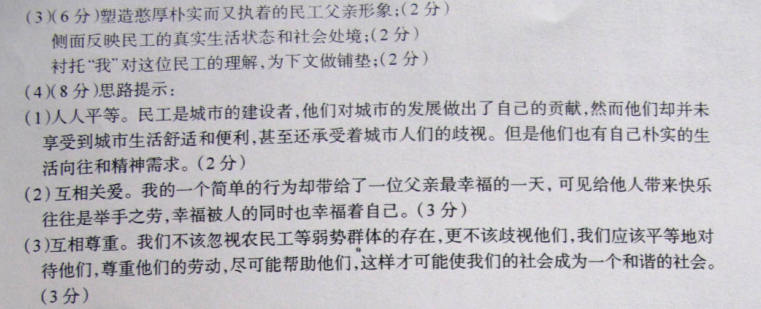 (3)(6分)塑造憨厚朴实而又执着的民工父亲形象;(2分)
侧面反映民工的真实生活状态和社会处境;(2分)
衬托“我”对这位民工的理解,为下文做铺垫;(2分)
(4)(8分)思路提示:
(1)人人平等。民工是城市的建设者,他们对城市的发展做出了自己的贡献,然而他们却并未
享受到城市生活舒适和便利,甚至还承受着城市人们的歧视。但是他们也有自己朴实的生
活向往和精神需求。(2分)
(2)互相关爱。我的一个简单的行为却带给了一位父亲最幸福的一天,可见给他人带来快乐
往往是举手之劳,幸福被人的同时也幸福着自己。(3分)
(3)互相尊重。我们不该忽视农民工等弱势群体的存在,更不该歧视他们,我们应该平等地对
待他们,尊重他们的劳动,尽可能帮助他们,这样才可能使我们的社会成为一个和谐的社会。
(3分)